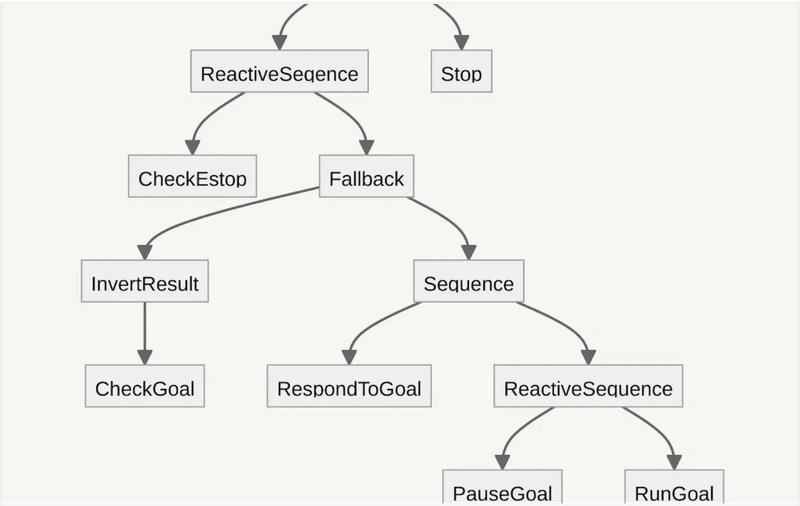 ReactiveSeqence
Stop
CheckEstop
Fallback
InvertResult
Sequence
CheckGoal
RespondToGoal
ReactiveSequence
PauseGoal
RunGoal